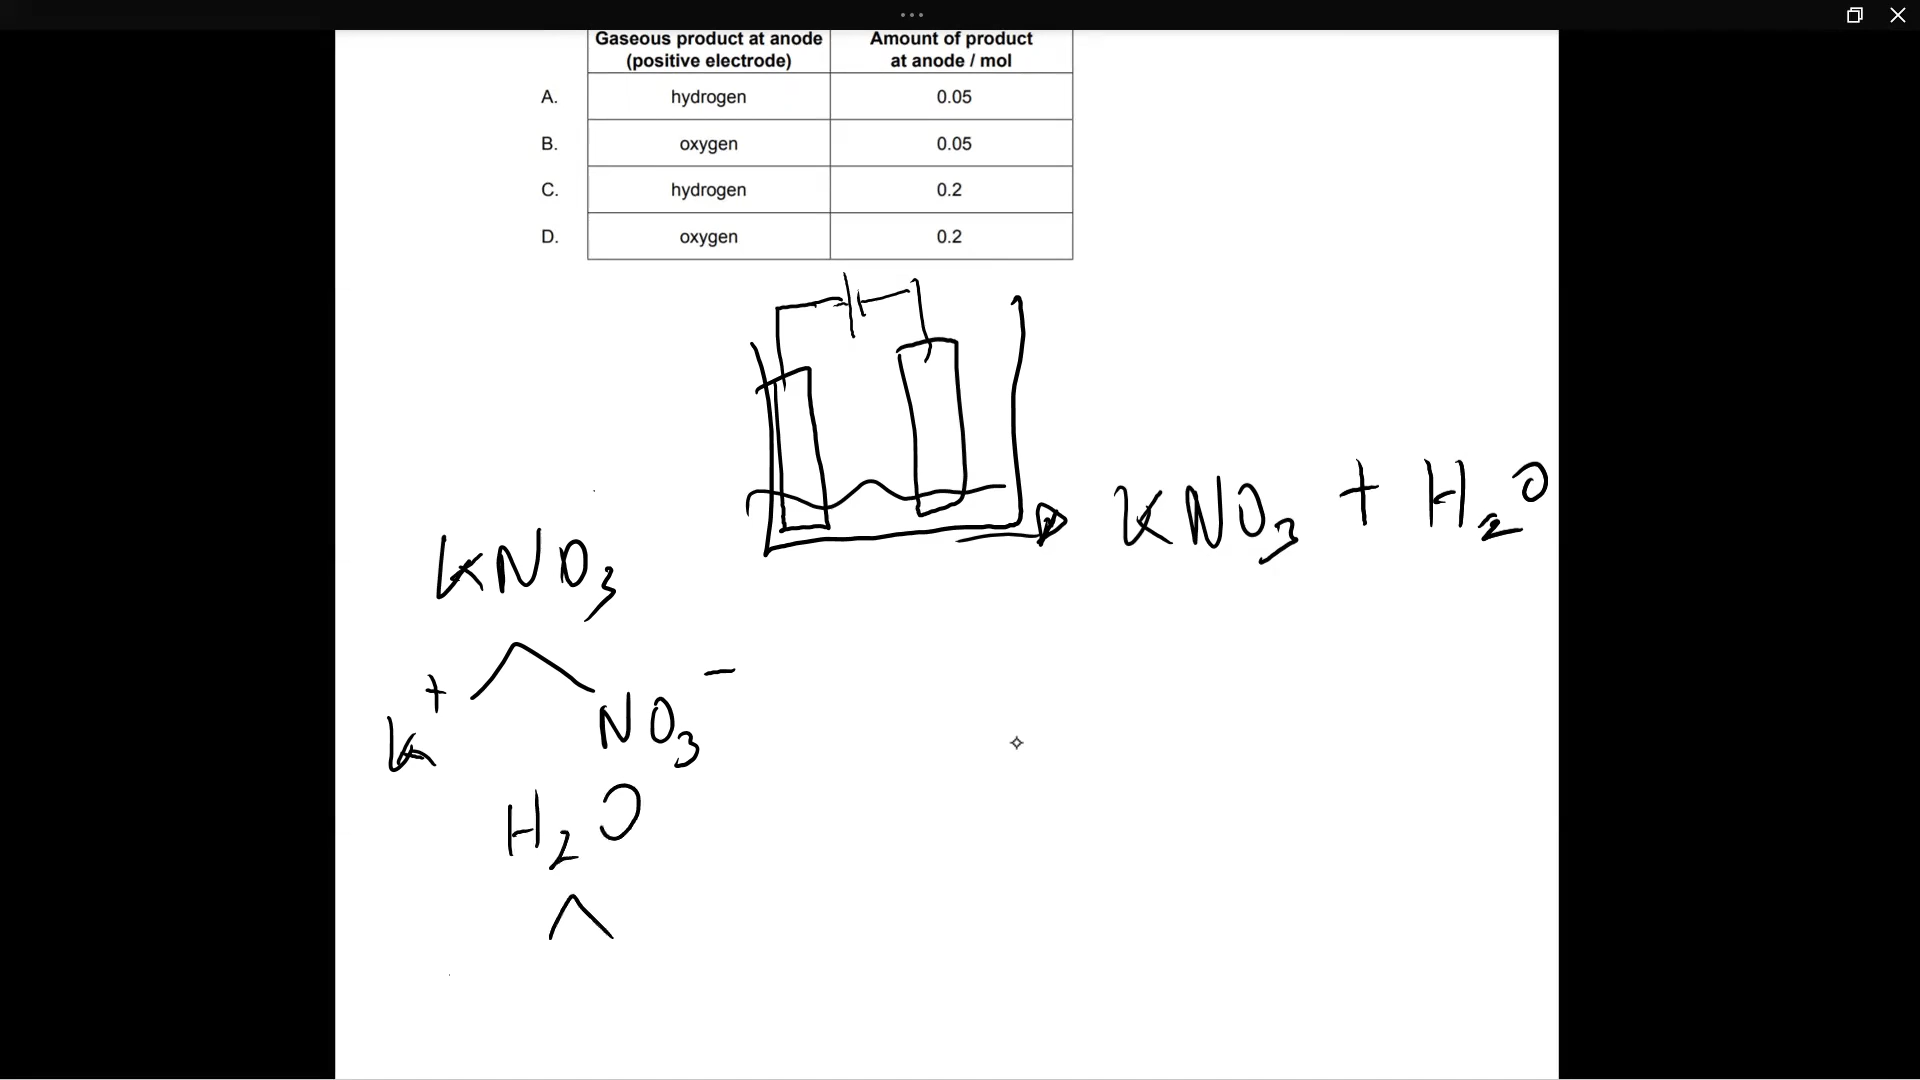 Gaseous product at anode (positive electrode) Amount of product at anode / mol
A. hydrogen 0.05
B. oxygen 0.05
C. hydrogen 0.2
D. oxygen 0.2
KNO₃ + H₂O
KNO₃
K⁺ NO₃⁻
H₂O